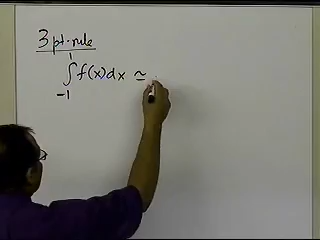 3 pt. rule
∫_{-1}^{1} f(x)dx ≃